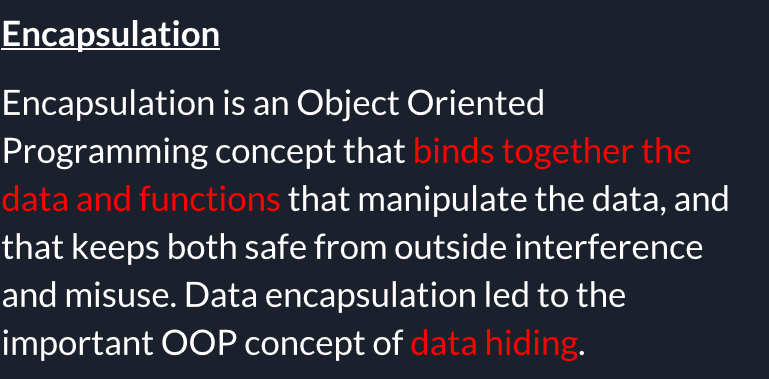 Encapsulation
Encapsulation is an Object Oriented
Programming concept that binds together the
data and functions that manipulate the data, and
that keeps both safe from outside interference
and misuse. Data encapsulation led to the
important OOP concept of data hiding.